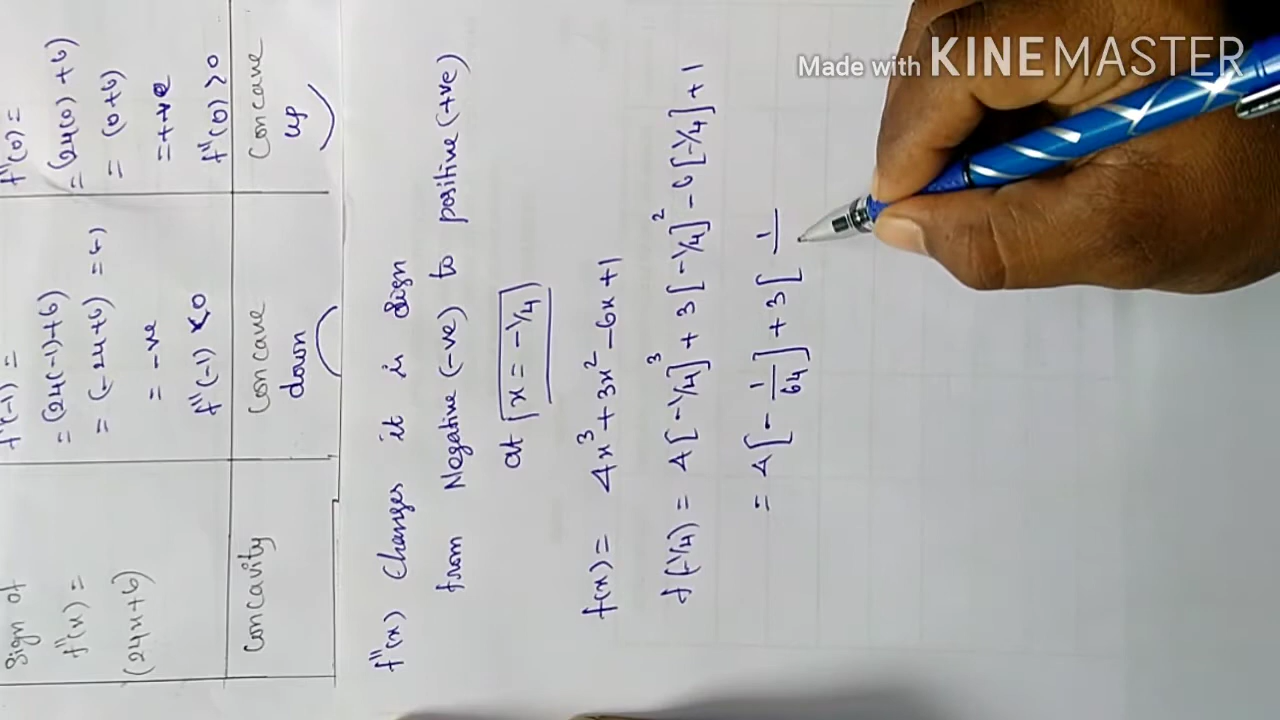 Sign of
f''(x) =
(24x+6)
f''(-1) =
= (24(-1)+6)
= (-24+6) = (-)
= -ve
f''(-1) < 0
f''(0) =
= (24(0)+6)
= (0+6)
= +ve
f''(0) > 0
Concavity
Concave
down
Concave
up
f''(x) changes it is sign
from Negative (-ve) to positive (+ve)
at x = -1/4
f(x) = 4x³ + 3x² - 6x + 1
f(-1/4) = 4[-1/4]³ + 3[-1/4]² - 6[-1/4] + 1
= 4[-1/64] + 3[1
Made with KINEMASTER